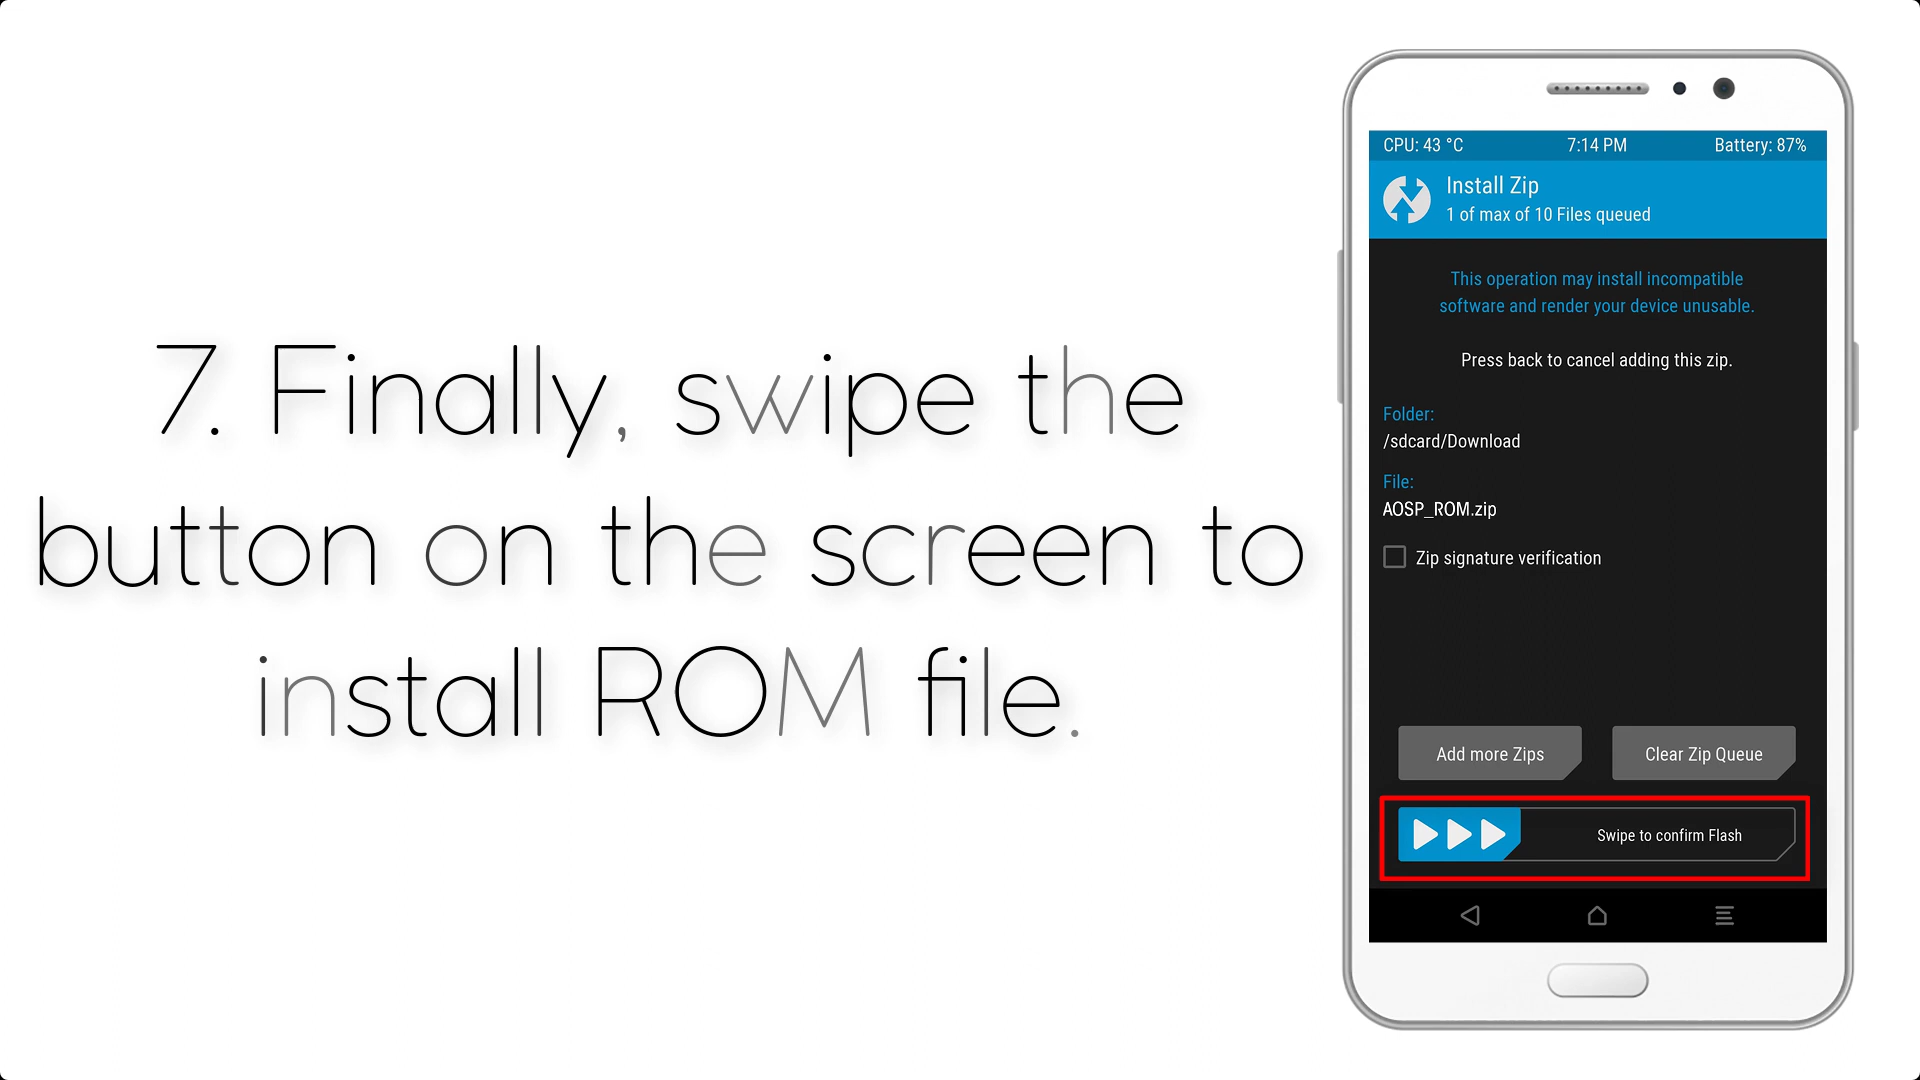 7. Finally, swipe the
button on the screen to
install ROM file.
CPU: 43 °C 7:14 PM Battery: 87%
Install Zip
1 of max of 10 Files queued
This operation may install incompatible
software and render your device unusable.
Press back to cancel adding this zip.
Folder:
/sdcard/Download
File:
AOSP_ROM.zip
Zip signature verification
Add more Zips Clear Zip Queue
Swipe to confirm Flash